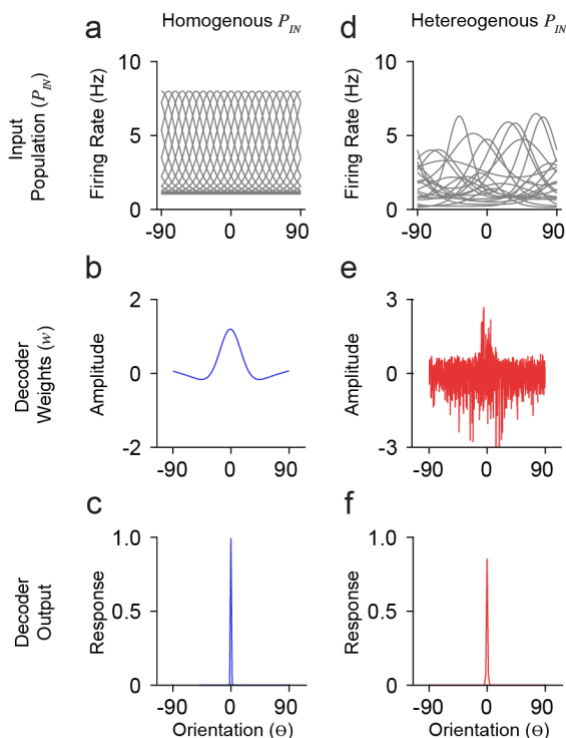 Homogenous P_IN
Hetereogenous P_IN
a
d
Input
Population (P_IN)
Firing Rate (Hz)
10
5
0
-90 0 90
Firing Rate (Hz)
10
5
0
-90 0 90
b
e
Decoder
Weights (w)
Amplitude
2
0
-2
-90 0 90
Amplitude
3
0
-3
-90 0 90
c
f
Decoder
Output
Response
1.0
0.5
0
-90 0 90
Orientation (Θ)
Response
1.0
0.5
0
-90 0 90
Orientation (Θ)